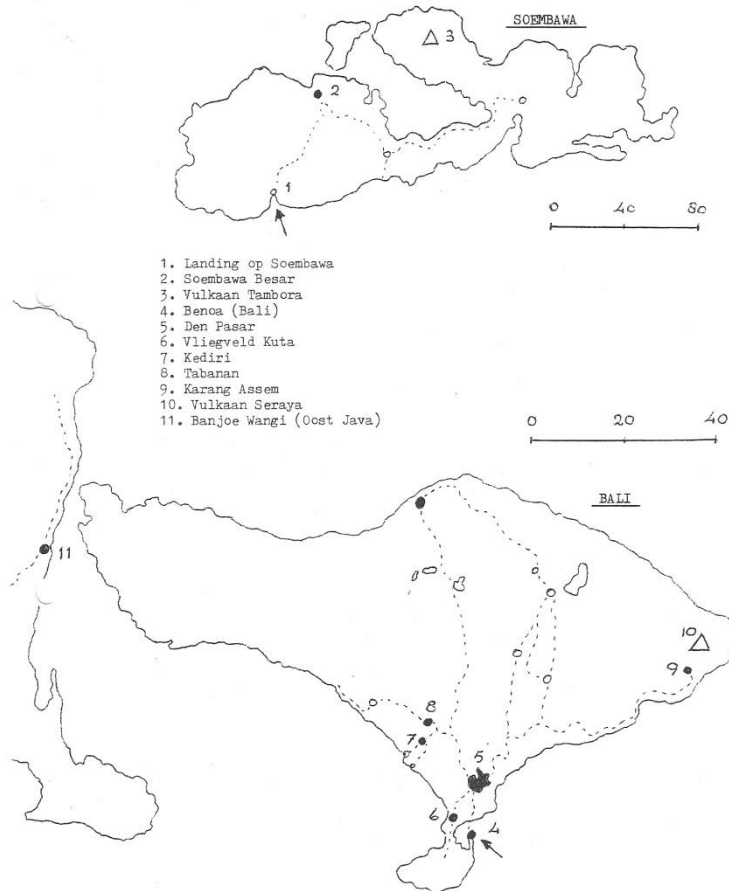 SOEMBAWA
3
2
1
0 40 80
1. Landing op Soembawa
2. Soembawa Besar
3. Vulkaan Tambora
4. Benoa (Bali)
5. Den Pasar
6. Vliegveld Kuta
7. Kediri
8. Tabanan
9. Karang Assem
10. Vulkaan Seraya
11. Banjoe Wangi (Oost Java)
0 20 40
BALI
11
10
9
8
7
5
6
4